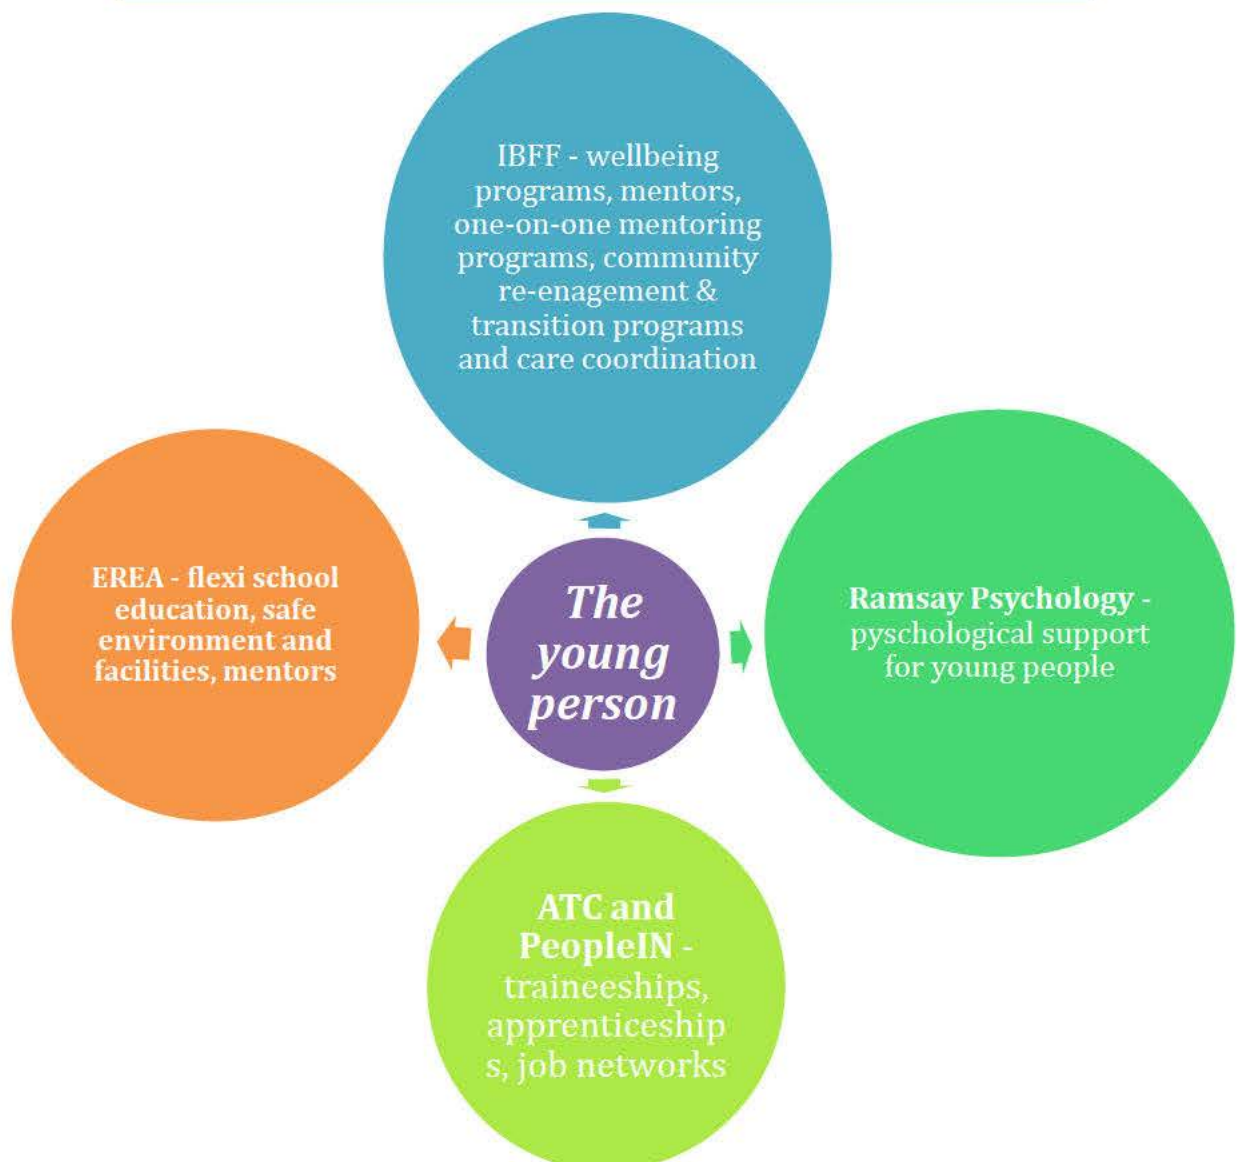 IBFF - wellbeing
programs, mentors,
one-on-one mentoring
programs, community
re-enagement &
transition programs
and care coordination
EREA - flexi school
education, safe
environment and
facilities, mentors
The
young
person
Ramsay Psychology -
pyschological support
for young people
ATC and
PeopleIN -
traineeships,
apprenticeship
s, job networks